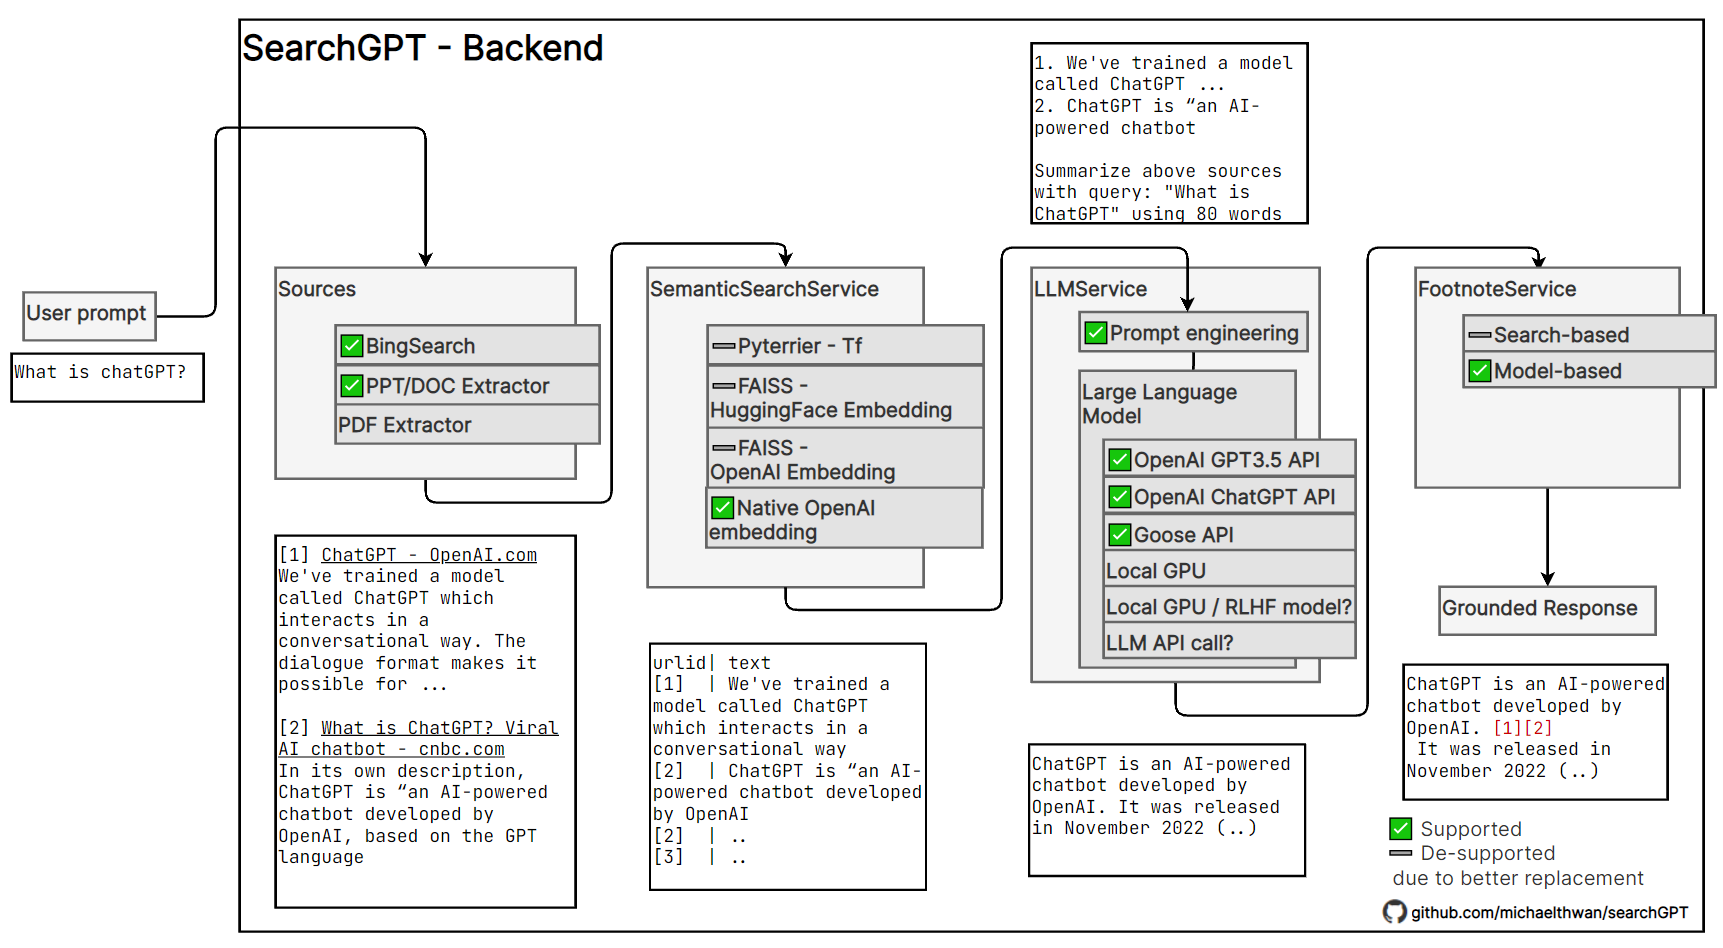 SearchGPT - Backend
1. We've trained a model
called ChatGPT ...
2. ChatGPT is “an AI-
powered chatbot
Summarize above sources
with query: "What is
ChatGPT" using 80 words
User prompt
What is chatGPT?
Sources
BingSearch
PPT/DOC Extractor
PDF Extractor
[1] ChatGPT - OpenAI.com
We've trained a model
called ChatGPT which
interacts in a
conversational way. The
dialogue format makes it
possible for ...
[2] What is ChatGPT? Viral
AI chatbot - cnbc.com
In its own description,
ChatGPT is “an AI-powered
chatbot developed by
OpenAI, based on the GPT
language
SemanticSearchService
Pyterrier - Tf
FAISS -
HuggingFace Embedding
FAISS -
OpenAI Embedding
Native OpenAI
embedding
urlid| text
[1] | We've trained a
model called ChatGPT
which interacts in a
conversational way
[2] | ChatGPT is “an AI-
powered chatbot developed
by OpenAI
[2] | ..
[3] | ..
LLMService
Prompt engineering
Large Language
Model
OpenAI GPT3.5 API
OpenAI ChatGPT API
Goose API
Local GPU
Local GPU / RLHF model?
LLM API call?
ChatGPT is an AI-powered
chatbot developed by
OpenAI. It was released
in November 2022 (..)
FootnoteService
Search-based
Model-based
Grounded Response
ChatGPT is an AI-powered
chatbot developed by
OpenAI. [1][2]
It was released in
November 2022 (..)
Supported
De-supported
due to better replacement
github.com/michaelthwan/searchGPT